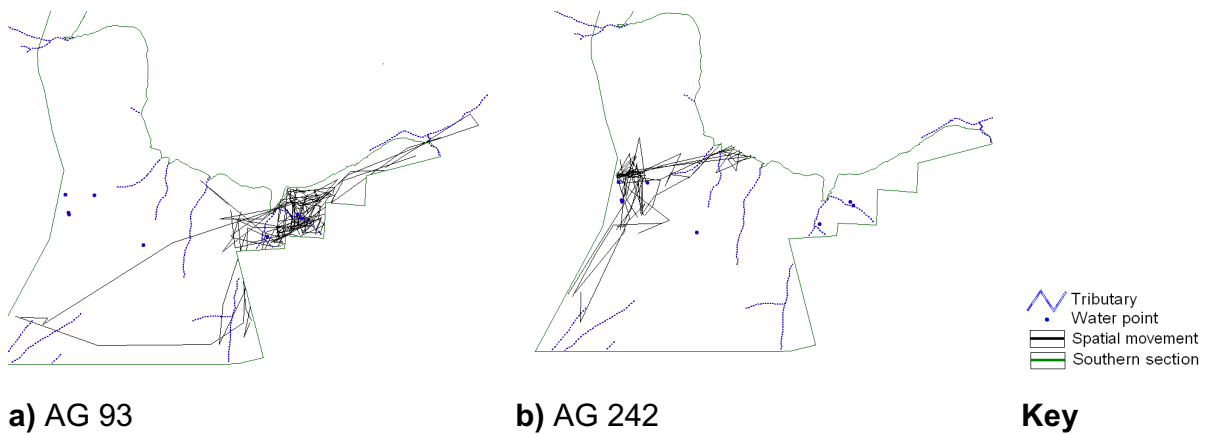 Tributary
Water point
Spatial movement
Southern section
a) AG 93
b) AG 242
Key